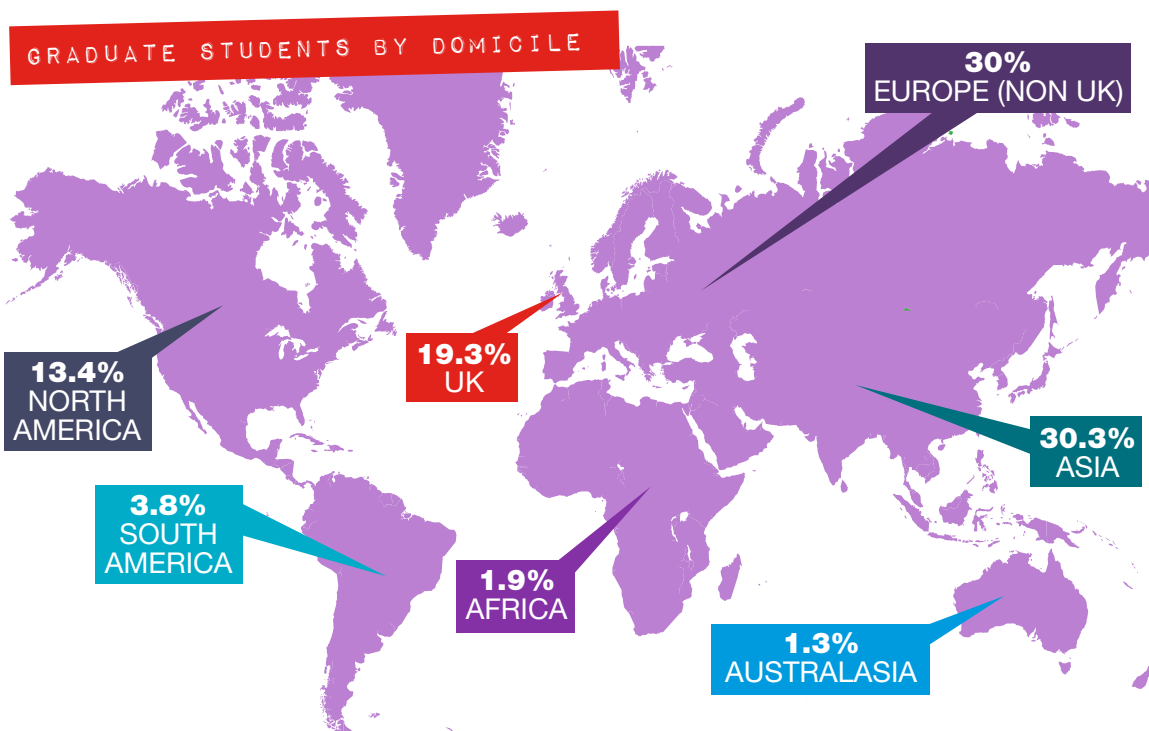 GRADUATE STUDENTS BY DOMICILE
30%
EUROPE (NON UK)
13.4%
NORTH
AMERICA
19.3%
UK
30.3%
ASIA
3.8%
SOUTH
AMERICA
1.9%
AFRICA
1.3%
AUSTRALASIA